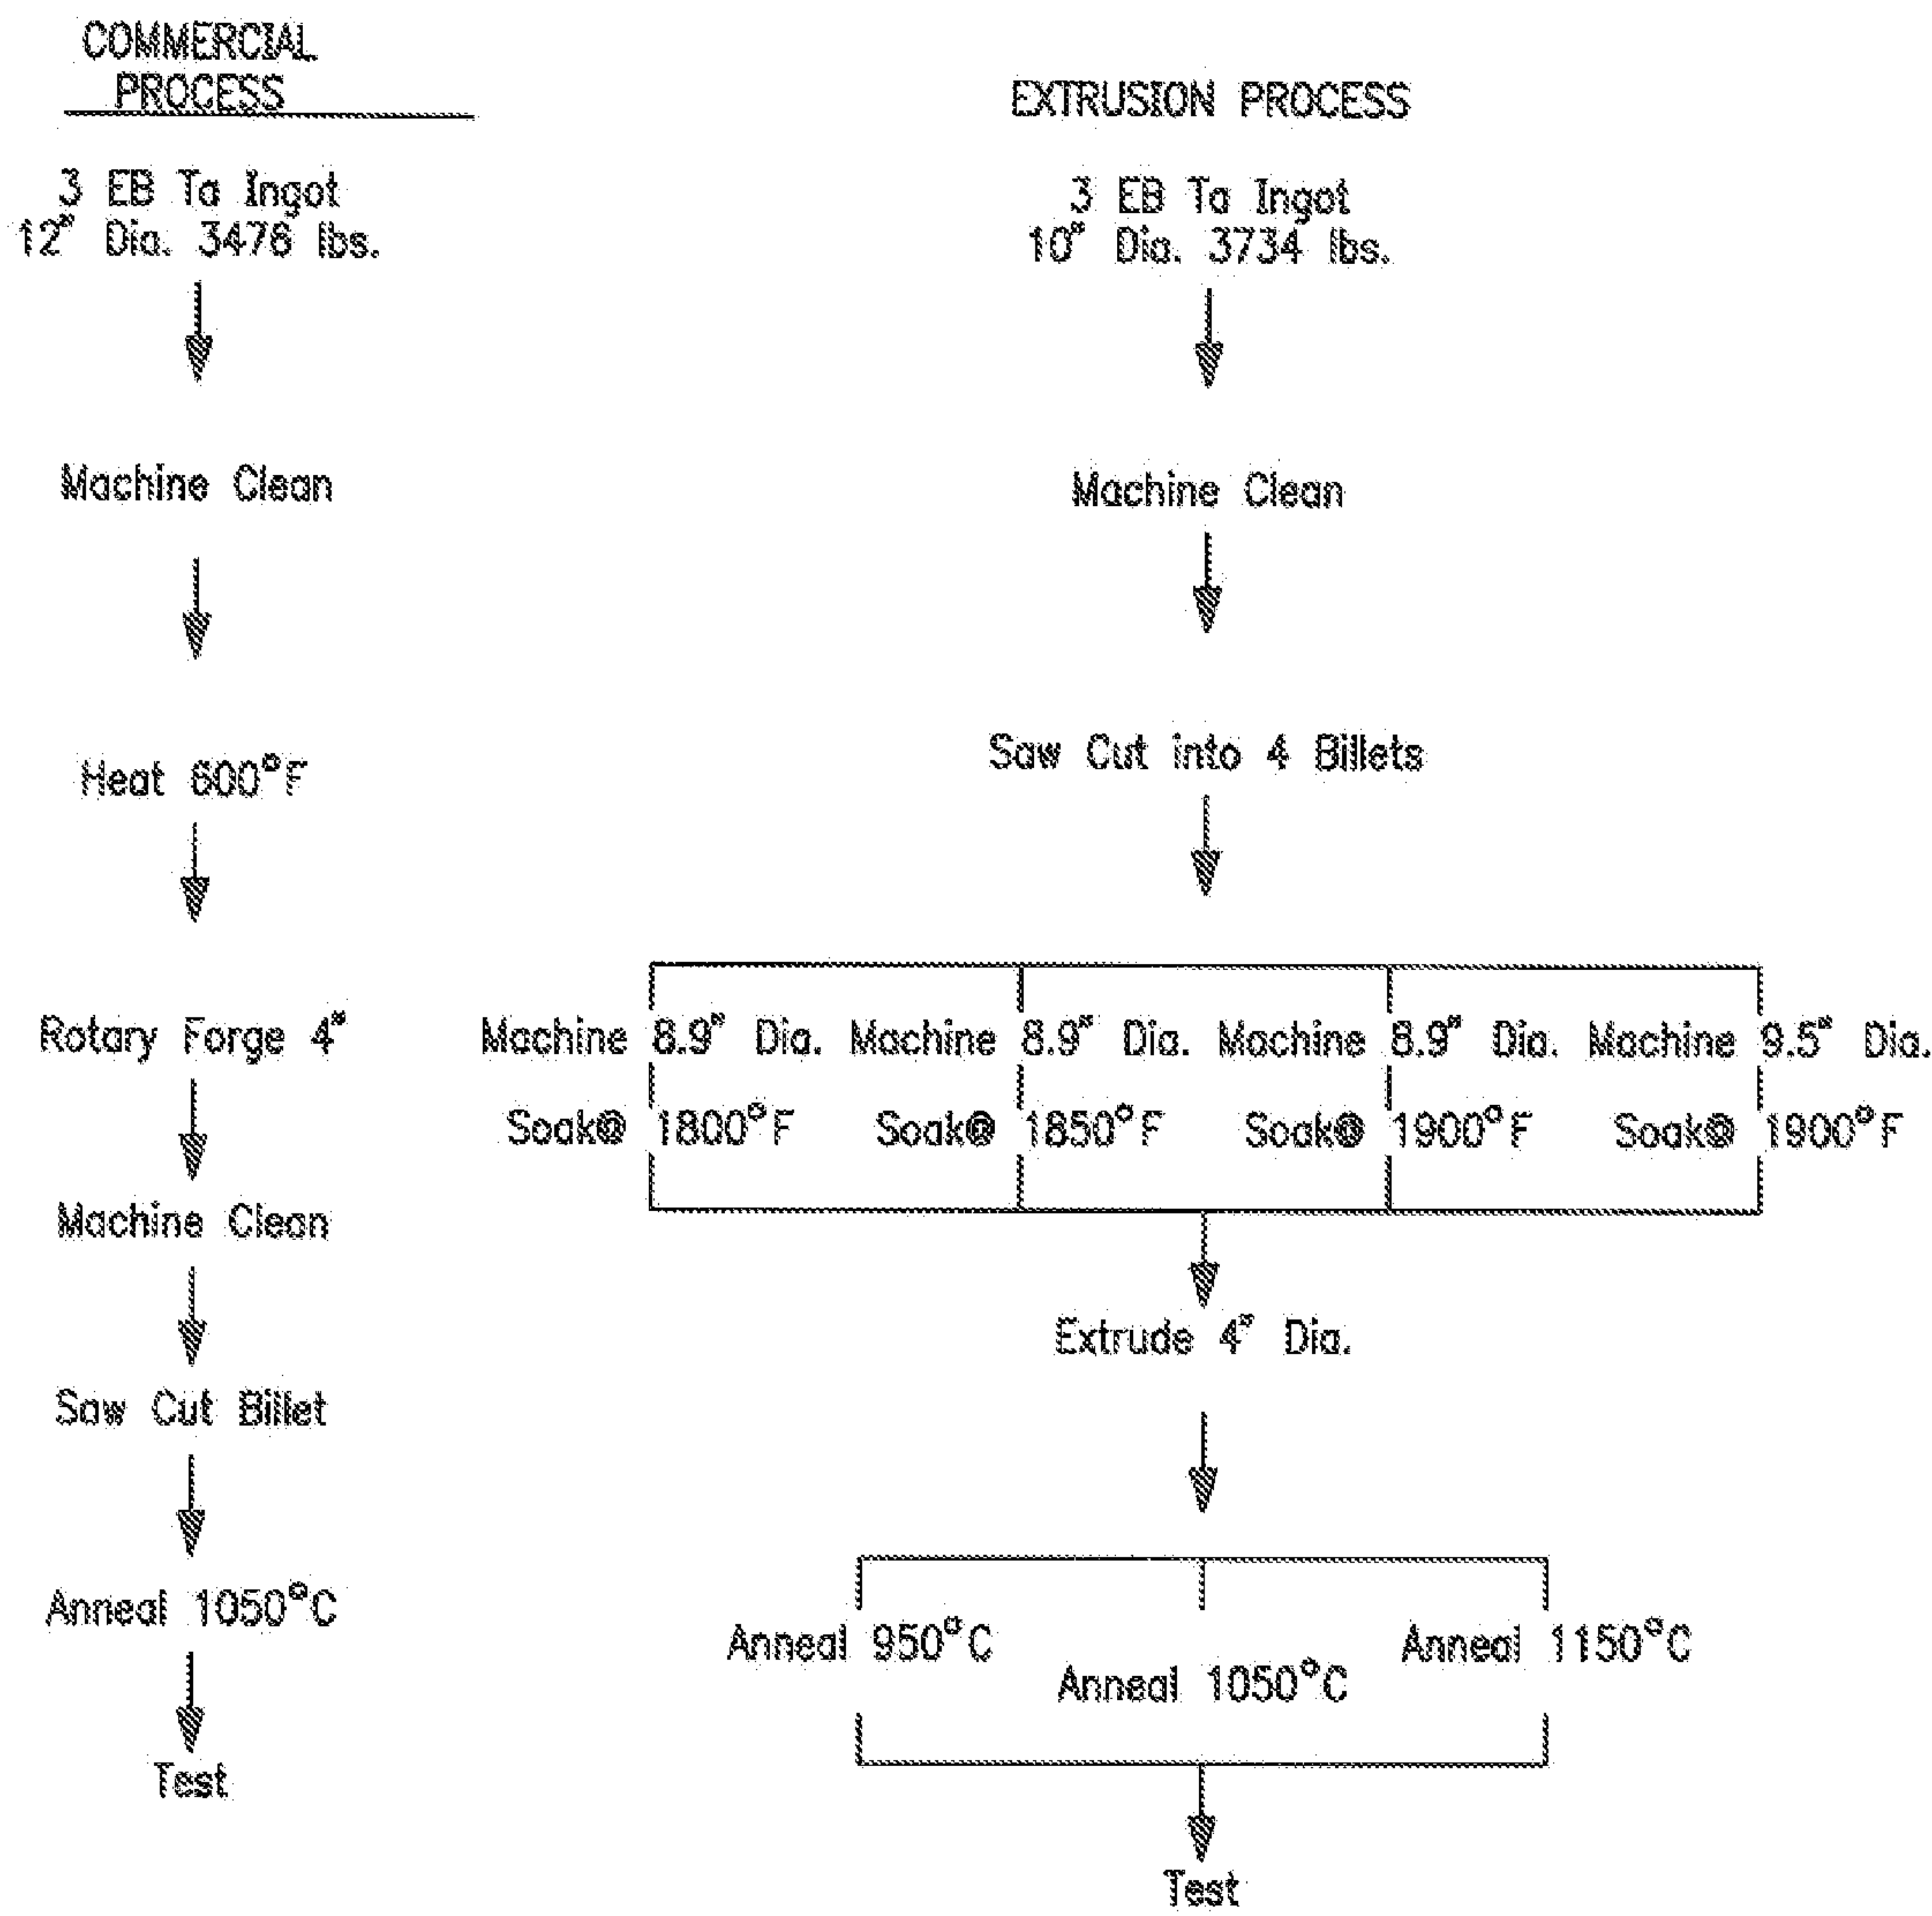 COMMERCIAL
PROCESS
3 EB Ta Ingot
12" Dia. 3476 lbs.
Machine Clean
Heat 600°F
Rotary Forge 4"
Machine Clean
Saw Cut Billet
Anneal 1050°C
Test
EXTRUSION PROCESS
3 EB Ta Ingot
10" Dia. 3734 lbs.
Machine Clean
Saw Cut into 4 Billets
Machine 8.9" Dia. Machine 8.9" Dia. Machine 8.9" Dia. Machine 9.5" Dia.
Soak@ 1800°F Soak@ 1850°F Soak@ 1900°F Soak@ 1900°F
Extrude 4" Dia.
Anneal 950°C
Anneal 1050°C
Anneal 1150°C
Test